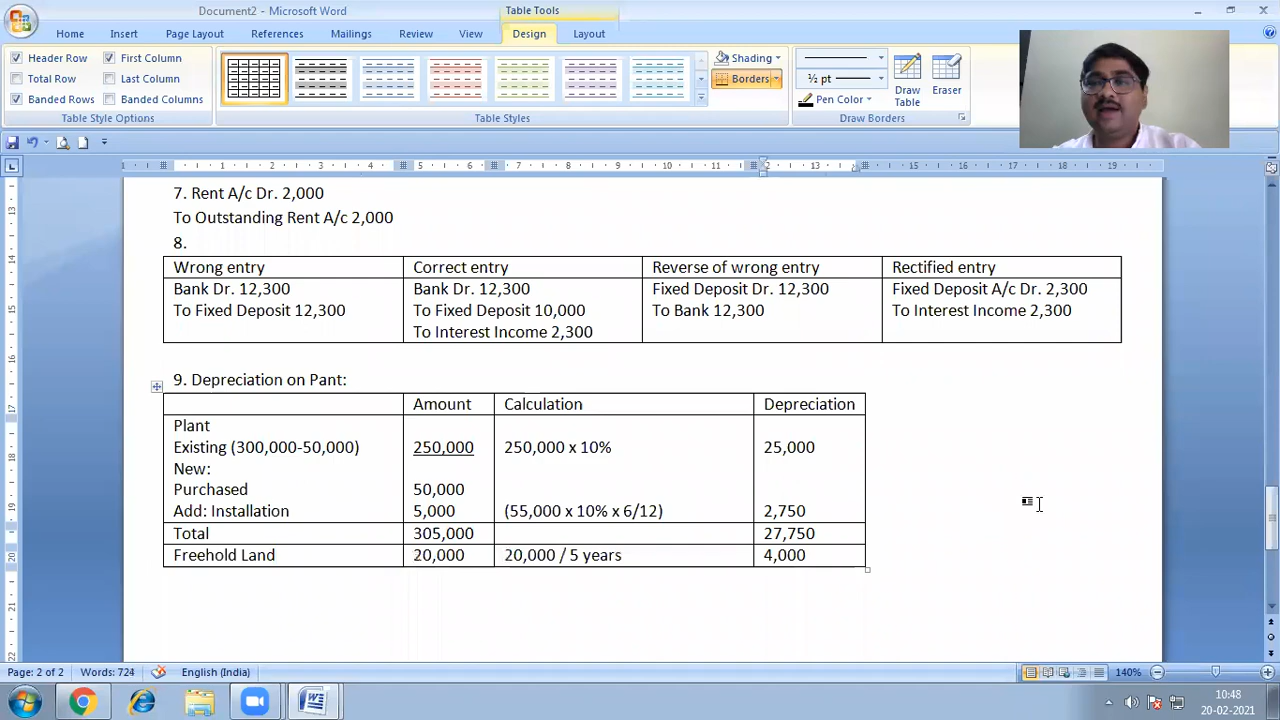 Document2 - Microsoft Word
Table Tools
Home
Insert
Page Layout
References
Mailings
Review
View
Design
Layout
Header Row
First Column
Total Row
Last Column
Banded Rows
Banded Columns
Table Style Options
Table Styles
Shading
Borders
½ pt
Pen Color
Draw Table
Eraser
Draw Borders
7. Rent A/c Dr. 2,000
To Outstanding Rent A/c 2,000
8.
Wrong entry
Correct entry
Reverse of wrong entry
Rectified entry
Bank Dr. 12,300
To Fixed Deposit 12,300
Bank Dr. 12,300
To Fixed Deposit 10,000
To Interest Income 2,300
Fixed Deposit Dr. 12,300
To Bank 12,300
Fixed Deposit A/c Dr. 2,300
To Interest Income 2,300
9. Depreciation on Pant:
Amount
Calculation
Depreciation
Plant
Existing (300,000-50,000)
250,000
250,000 x 10%
25,000
New:
Purchased
50,000
Add: Installation
5,000
(55,000 x 10% x 6/12)
2,750
Total
305,000
27,750
Freehold Land
20,000
20,000 / 5 years
4,000
Page: 2 of 2
Words: 724
English (India)
140%
10:48
20-02-2021